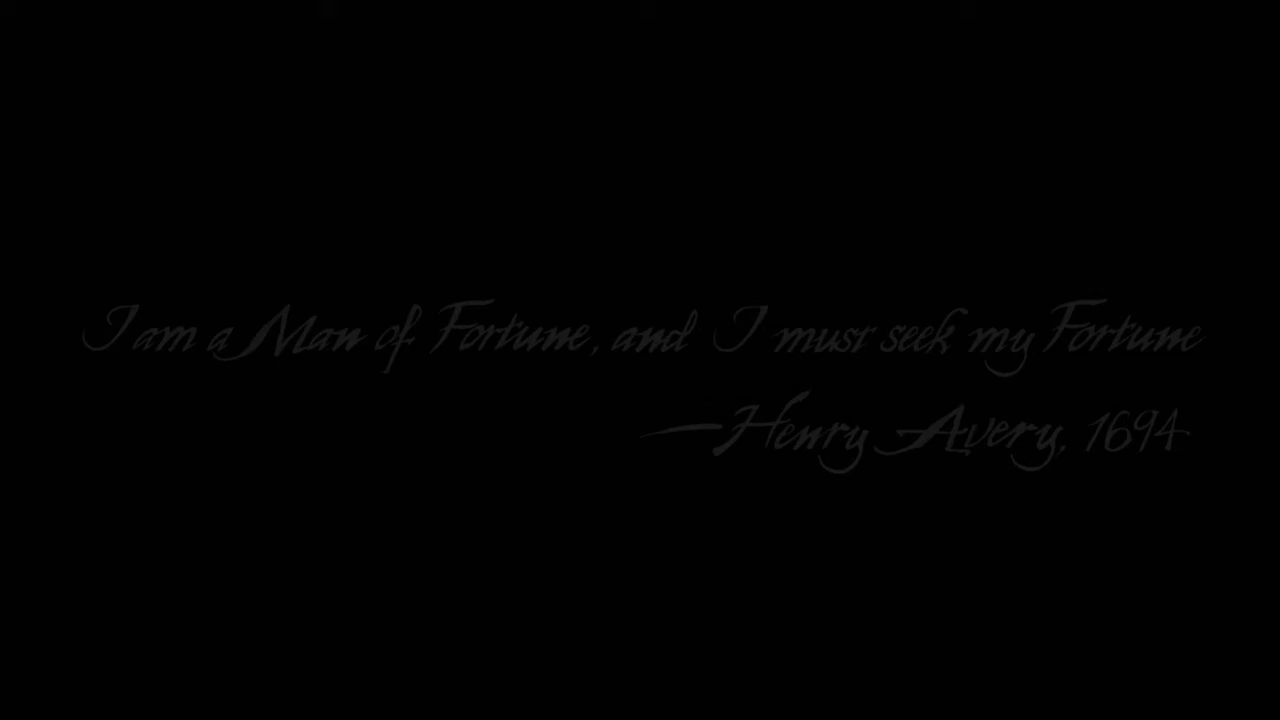 I am a Man of Fortune, and I must seek my Fortune
—Henry Avery, 1694